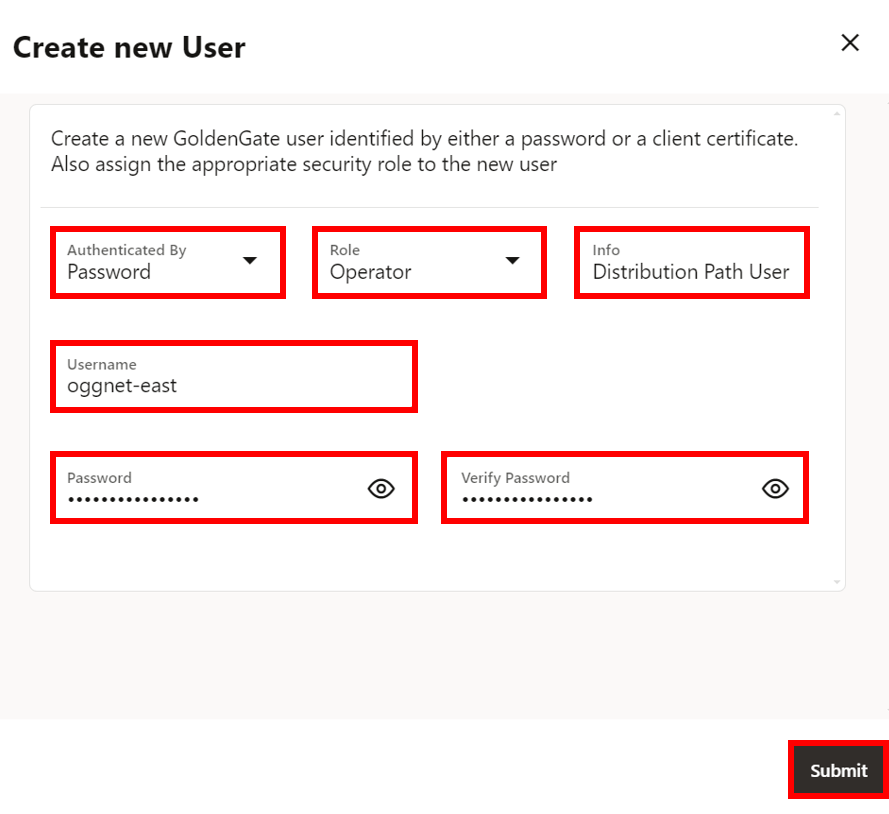 Create new User
Create a new GoldenGate user identified by either a password or a client certificate.
Also assign the appropriate security role to the new user
Authenticated By
Password
Role
Operator
Info
Distribution Path User
Username
oggnet-east
Password
••••••••••••••••
Verify Password
••••••••••••••••
Submit